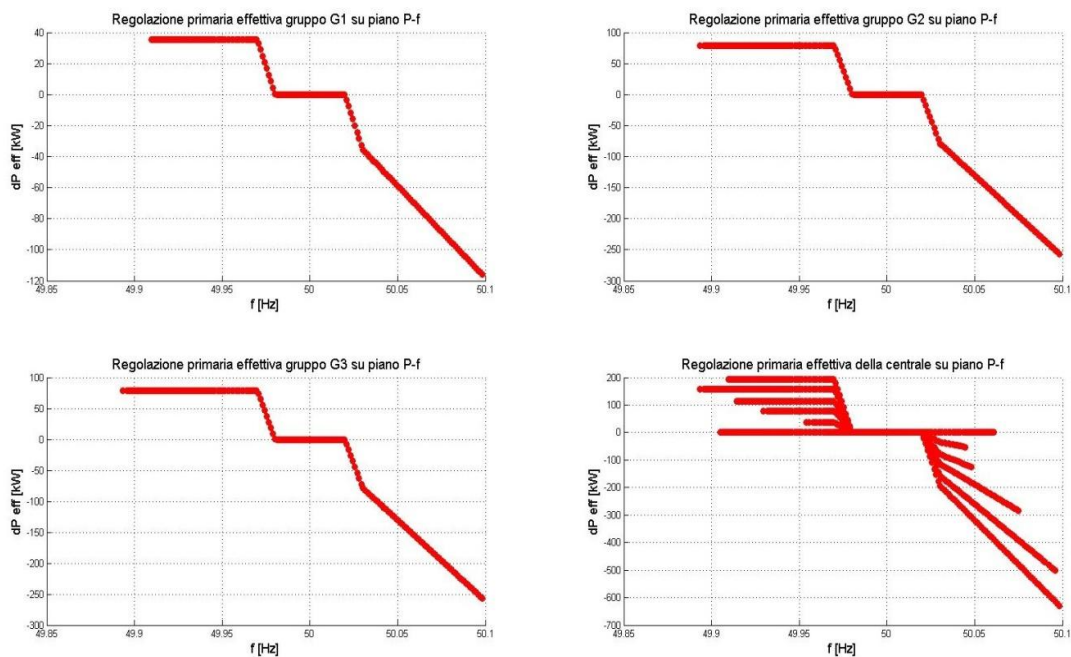 Regolazione primaria effettiva gruppo G1 su piano P-f
40
20
0
-20
-40
-60
-80
-100
-120
dP eff [kW]
49.85 49.9 49.95 50 50.05 50.1
f [Hz]
Regolazione primaria effettiva gruppo G2 su piano P-f
100
50
0
-50
-100
-150
-200
-250
-300
dP eff [kW]
49.85 49.9 49.95 50 50.05 50.1
f [Hz]
Regolazione primaria effettiva gruppo G3 su piano P-f
100
50
0
-50
-100
-150
-200
-250
-300
dP eff [kW]
49.85 49.9 49.95 50 50.05 50.1
f [Hz]
Regolazione primaria effettiva della centrale su piano P-f
200
100
0
-100
-200
-300
-400
-500
-600
-700
dP eff [kW]
49.85 49.9 49.95 50 50.05 50.1
f [Hz]